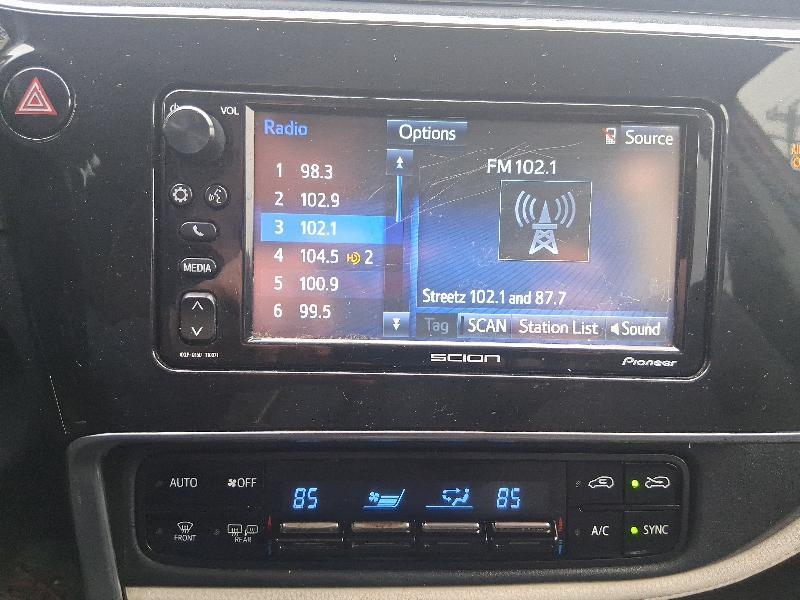 VOL
Radio
Options
Source
1 98.3
2 102.9
3 102.1
4 104.5 HD 2
5 100.9
6 99.5
FM 102.1
Streetz 102.1 and 87.7
Tag
SCAN
Station List
Sound
MEDIA
SCION
Pioneer
AUTO
OFF
85
85
FRONT
REAR
A/C
SYNC